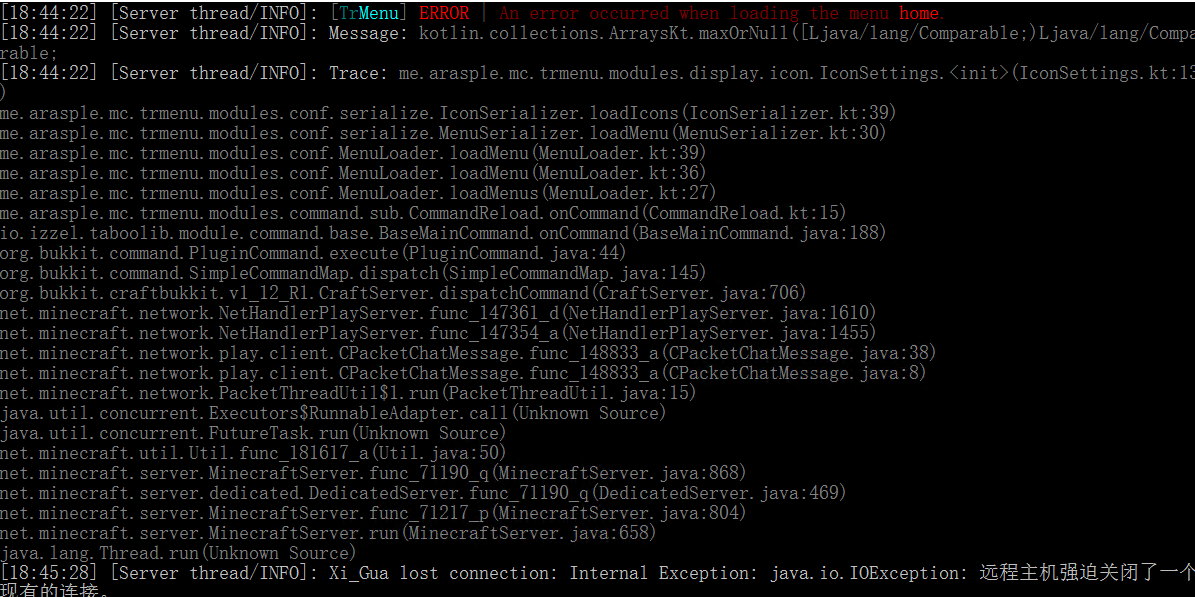 [18:44:22] [Server thread/INFO]: [TrMenu] ERROR | An error occurred when loading the menu home.
[18:44:22] [Server thread/INFO]: Message: kotlin.collections.ArraysKt.maxOrNull([Ljava/lang/Comparable;)Ljava/lang/Compa
rable;
[18:44:22] [Server thread/INFO]: Trace: me.arasple.mc.trmenu.modules.display.icon.IconSettings.<init>(IconSettings.kt:13
)
me.arasple.mc.trmenu.modules.conf.serialize.IconSerializer.loadIcons(IconSerializer.kt:39)
me.arasple.mc.trmenu.modules.conf.serialize.MenuSerializer.loadMenu(MenuSerializer.kt:30)
me.arasple.mc.trmenu.modules.conf.MenuLoader.loadMenu(MenuLoader.kt:39)
me.arasple.mc.trmenu.modules.conf.MenuLoader.loadMenu(MenuLoader.kt:36)
me.arasple.mc.trmenu.modules.conf.MenuLoader.loadMenus(MenuLoader.kt:27)
me.arasple.mc.trmenu.modules.command.sub.CommandReload.onCommand(CommandReload.kt:15)
io.izzel.taboolib.module.command.base.BaseMainCommand.onCommand(BaseMainCommand.java:188)
org.bukkit.command.PluginCommand.execute(PluginCommand.java:44)
org.bukkit.command.SimpleCommandMap.dispatch(SimpleCommandMap.java:145)
org.bukkit.craftbukkit.v1_12_R1.CraftServer.dispatchCommand(CraftServer.java:706)
net.minecraft.network.NetHandlerPlayServer.func_147361_d(NetHandlerPlayServer.java:1610)
net.minecraft.network.NetHandlerPlayServer.func_147354_a(NetHandlerPlayServer.java:1455)
net.minecraft.network.play.client.CPacketChatMessage.func_148833_a(CPacketChatMessage.java:38)
net.minecraft.network.play.client.CPacketChatMessage.func_148833_a(CPacketChatMessage.java:8)
net.minecraft.network.PacketThreadUtil$1.run(PacketThreadUtil.java:15)
java.util.concurrent.Executors$RunnableAdapter.call(Unknown Source)
java.util.concurrent.FutureTask.run(Unknown Source)
net.minecraft.util.Util.func_181617_a(Util.java:50)
net.minecraft.server.MinecraftServer.func_71190_q(MinecraftServer.java:868)
net.minecraft.server.dedicated.DedicatedServer.func_71190_q(DedicatedServer.java:469)
net.minecraft.server.MinecraftServer.func_71217_p(MinecraftServer.java:804)
net.minecraft.server.MinecraftServer.run(MinecraftServer.java:658)
java.lang.Thread.run(Unknown Source)
[18:45:28] [Server thread/INFO]: Xi_Gua lost connection: Internal Exception: java.io.IOException: 远程主机强迫关闭了一个
现有的连接。